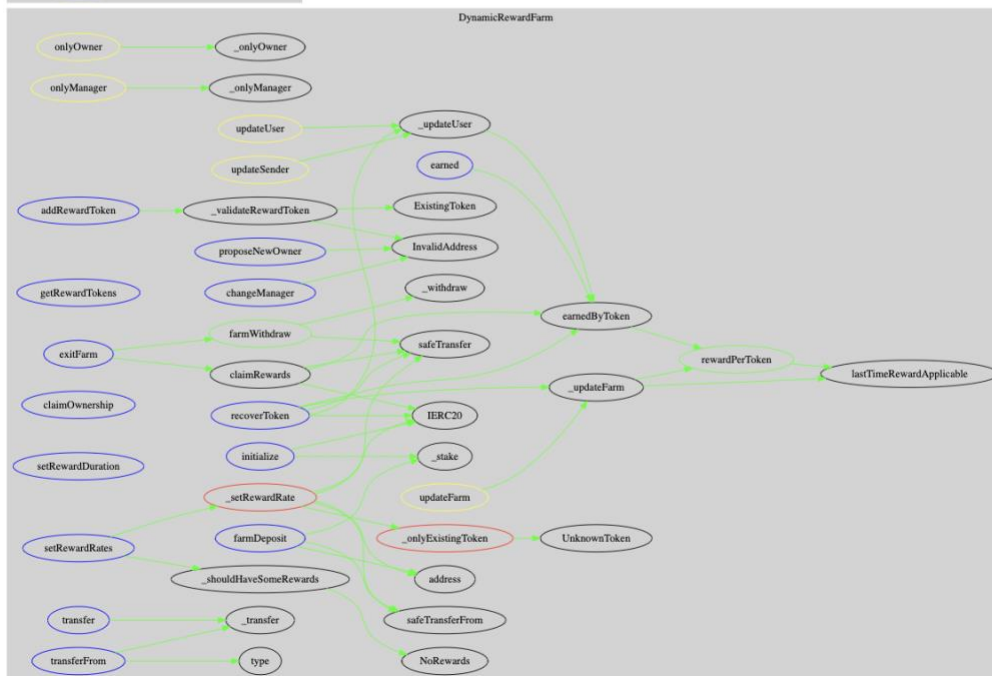 DynamicRewardFarm
onlyOwner
_onlyOwner
onlyManager
_onlyManager
updateUser
_updateUser
updateSender
earned
addRewardToken
_validateRewardToken
ExistingToken
proposeNewOwner
InvalidAddress
getRewardTokens
changeManager
_withdraw
farmWithdraw
earnedByToken
exitFarm
safeTransfer
rewardPerToken
claimRewards
lastTimeRewardApplicable
_updateFarm
claimOwnership
recoverToken
IERC20
initialize
_stake
setRewardDuration
_setRewardRate
updateFarm
setRewardRates
farmDeposit
_onlyExistingToken
UnknownToken
_shouldHaveSomeRewards
address
transfer
_transfer
safeTransferFrom
transferFrom
type
NoRewards